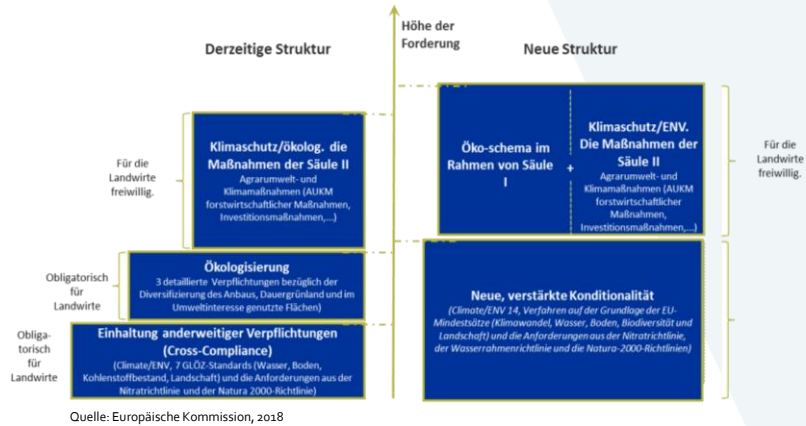 Derzeitige Struktur
Höhe der
Forderung
Neue Struktur
Für die
Landwirte
freiwillig.
Klimaschutz/ökolog. die
Maßnahmen der Säule II
Agrarumwelt- und
Klimamaßnahmen (AUKM
forstwirtschaftlicher Maßnahmen,
Investitionsmaßnahmen,...)
Obligatorisch
für
Landwirte
Ökologisierung
3 detaillierte Verpflichtungen bezüglich der
Diversifizierung des Anbaus, Dauergrünland und im
Umweltinteresse genutzte Flächen)
Obliga-
torisch
für
Landwirte
Einhaltung anderweitiger Verpflichtungen
(Cross-Compliance)
(Climate/ENV, 7 GLÖZ-Standards (Wasser, Boden,
Kohlenstoffbestand, Landschaft) und die Anforderungen aus der
Nitratrichtlinie und der Natura 2000-Richtlinie)
Öko-schema im
Rahmen von Säule
I
+
Klimaschutz/ENV.
Die Maßnahmen der
Säule II
Agrarumwelt- und
Klimamaßnahmen (AUKM
forstwirtschaftlicher
Maßnahmen,
Investitionsmaßnahmen,...)
Für die
Landwirte
freiwillig.
Neue, verstärkte Konditionalität
(Climate/ENV 14, Verfahren auf der Grundlage der EU-
Mindestsätze (Klimawandel, Wasser, Boden, Biodiversität und
Landschaft) und die Anforderungen aus der Nitratrichtlinie,
der Wasserrahmenrichtlinie und die Natura-2000-Richtlinien)
Quelle: Europäische Kommission, 2018